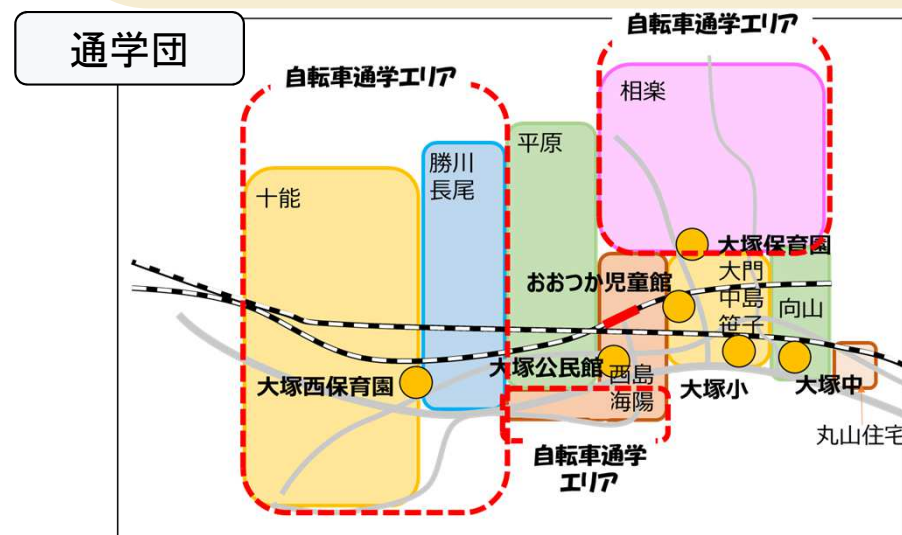 通学団
自転車通学エリア
自転車通学エリア
相楽
平原
勝川
長尾
十能
大塚保育園
大門
中島
笹子
おおつか児童館
向山
大塚公民館
西島
海陽
大塚西保育園
大塚小
大塚中
丸山住宅
自転車通学
エリア